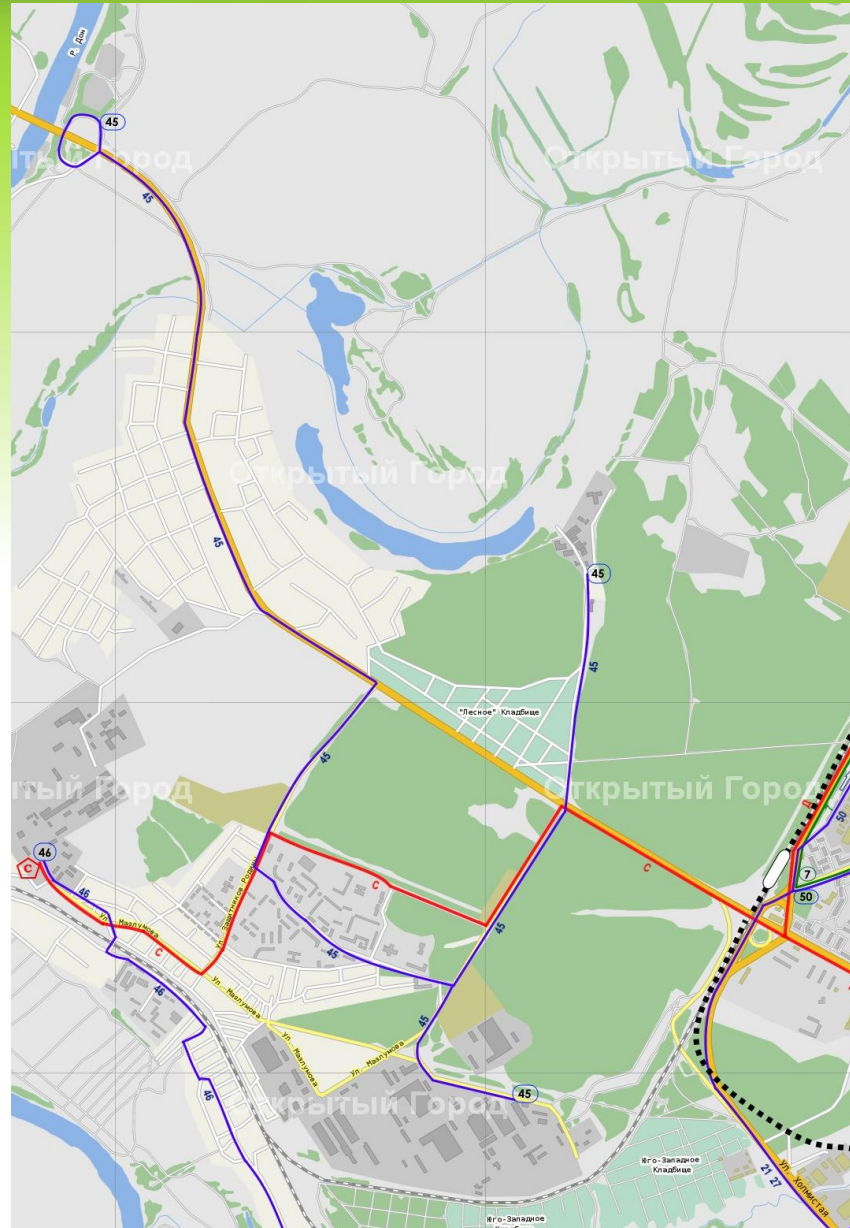 р. Дон
45
Открытый Город
45
Открытый Город
45
45
"Лесное" Кладбище
45
45
Открытый Город
Открытый Город
50
С
7
50
46
С
46
ул. Мазлумова
С
ул. Защитников Родины
С
45
45
46
ул. Мазлумова
ул. Мазлумова
ул. Мазлумова
45
45
46
Открытый Город
Открытый Город
Юго-Западное
Кладбище
ул. Холмистая
21 27
Юго-Западное